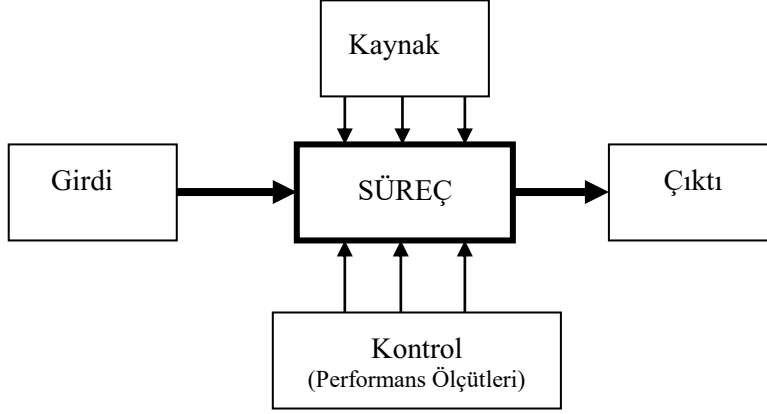 Kaynak
Girdi
SÜREÇ
Çıktı
Kontrol
(Performans Ölçütleri)